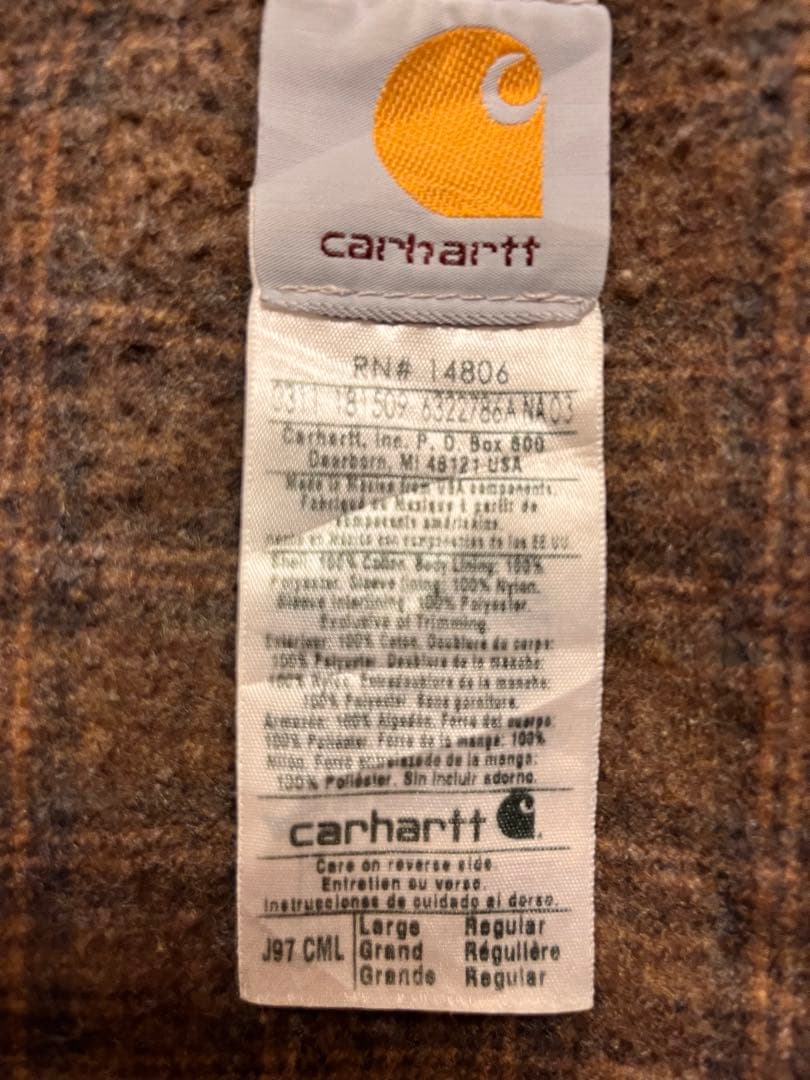 carhartt
RN# 14806
0311 181509 6322786A NA03
Carhartt, Inc. P. O. Box 600
Dearborn, MI 48121 USA
Made in Mexico from USA components.
Fabriqué au Mexique à partir de
composants américains.
Hecho en México con componentes de los EE.UU.
Shell: 100% Cotton. Body Lining: 100%
Polyester. Sleeve lining: 100% Nylon.
Sleeve Interlining: 100% Polyester.
Exclusive of Trimming
Extérieur: 100% Coton. Doublure du corps:
100% Polyester. Doublure de la manche:
100% Nylon. Entredoublure de la manche:
100% Polyester. Sans garniture.
Armazón: 100% Algodón. Forro del cuerpo:
100% Poliéster. Forro de la manga: 100%
Nilón. Forro entrelazado de la manga:
100% Poliéster. Sin incluir adorno.
carhartt
Care on reverse side.
Entretien au verso.
Instrucciones de cuidado al dorso.
J97 CML
Large Regular
Grand Régulière
Grande Regular